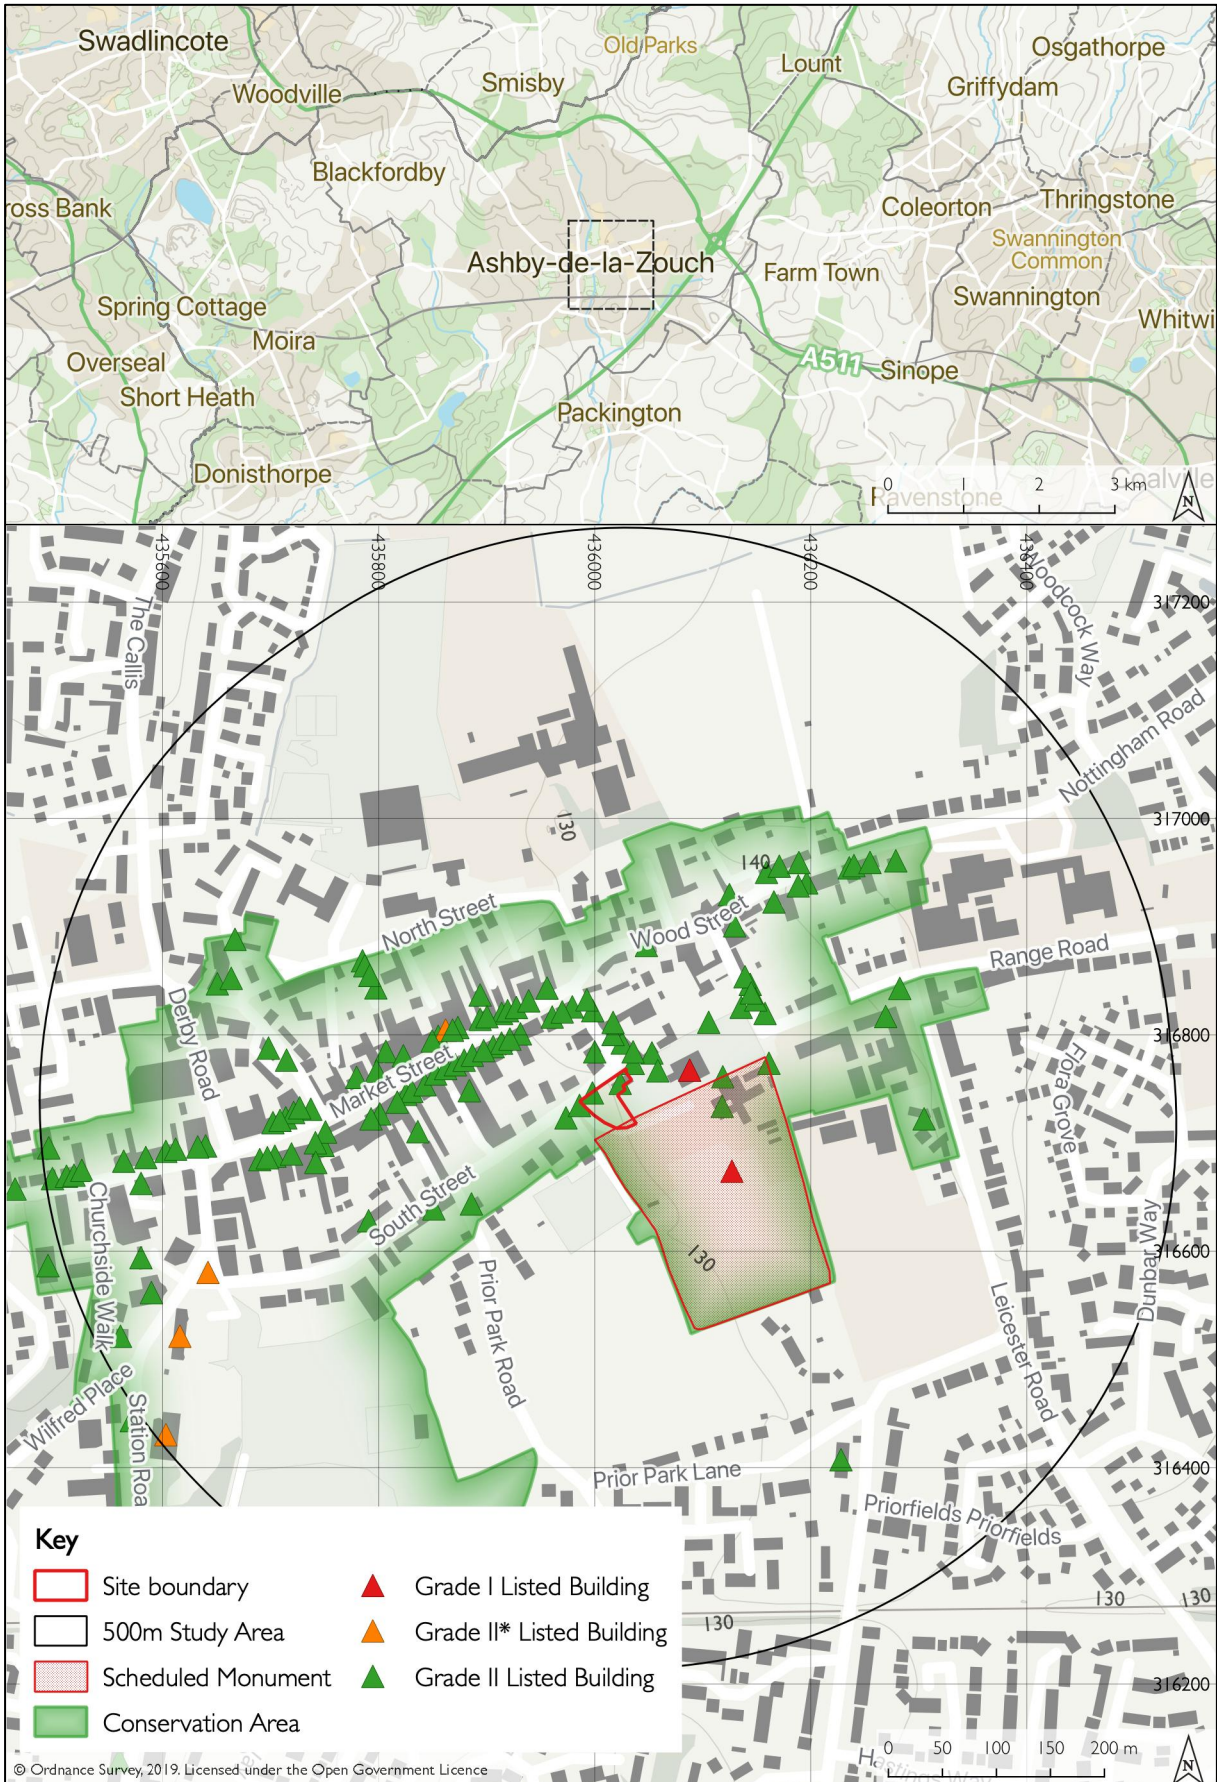 Swadlincote
Old Parks
Osgathorpe
Lount
Smisby
Griffydam
Woodville
Blackfordby
ross Bank
Thringstone
Coleorton
Swannington
Common
Ashby-de-la-Zouch
Farm Town
Swannington
Spring Cottage
Whitwi
Moira
Overseal
A511
Sinope
Short Heath
Packington
Donisthorpe
Coalville
Ravenstone
0 1 2 3 km
N
435600
435800
436000
436200
436400
317200
The Callis
Woodcock Way
Nottingham Road
317000
130
140
North Street
Wood Street
Range Road
Derby Road
316800
Market Street
Flora Grove
South Street
Churchside Walk
Dunbar Way
316600
130
Prior Park Road
Leicester Road
Wilfred Place
Station Roa
Prior Park Lane
316400
Priorfields
Priorfields
130
130
130
316200
Key
Site boundary
500m Study Area
Scheduled Monument
Conservation Area
Grade I Listed Building
Grade II* Listed Building
Grade II Listed Building
Hastings Way
0 50 100 150 200 m
N
© Ordnance Survey, 2019. Licensed under the Open Government Licence